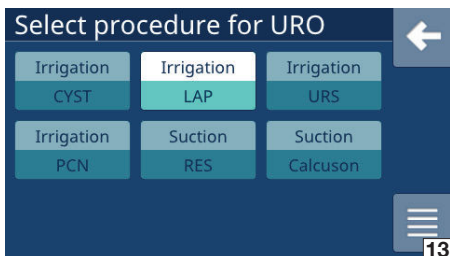 Select procedure for URO
Irrigation Irrigation Irrigation
CYST LAP URS
Irrigation Suction Suction
PCN RES Calcuson
13